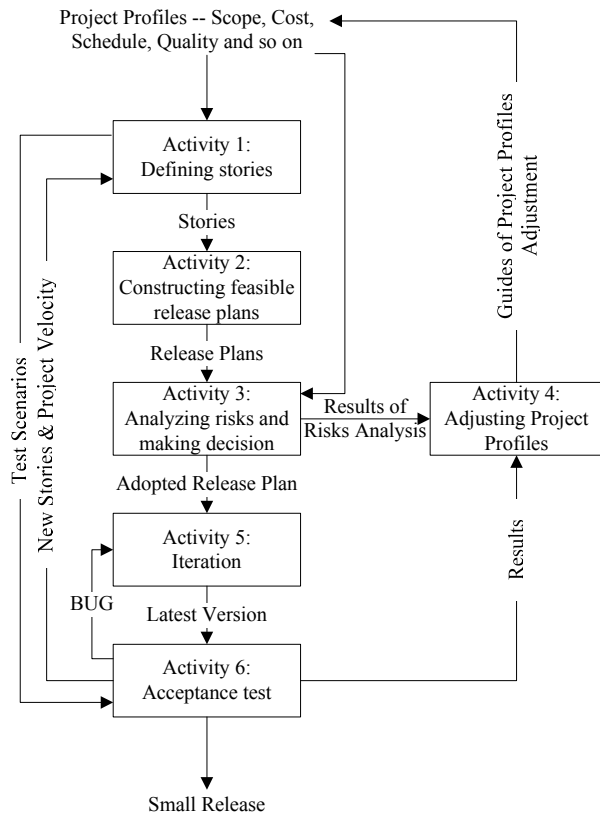 Project Profiles -- Scope, Cost,
Schedule, Quality and so on
Activity 1:
Defining stories
Stories
Activity 2:
Constructing feasible
release plans
Release Plans
Activity 3:
Analyzing risks and
making decision
Results of
Risks Analysis
Activity 4:
Adjusting Project
Profiles
Guides of Project Profiles
Adjustment
Adopted Release Plan
Activity 5:
Iteration
BUG
Latest Version
Activity 6:
Acceptance test
Results
Test Scenarios
New Stories & Project Velocity
Small Release